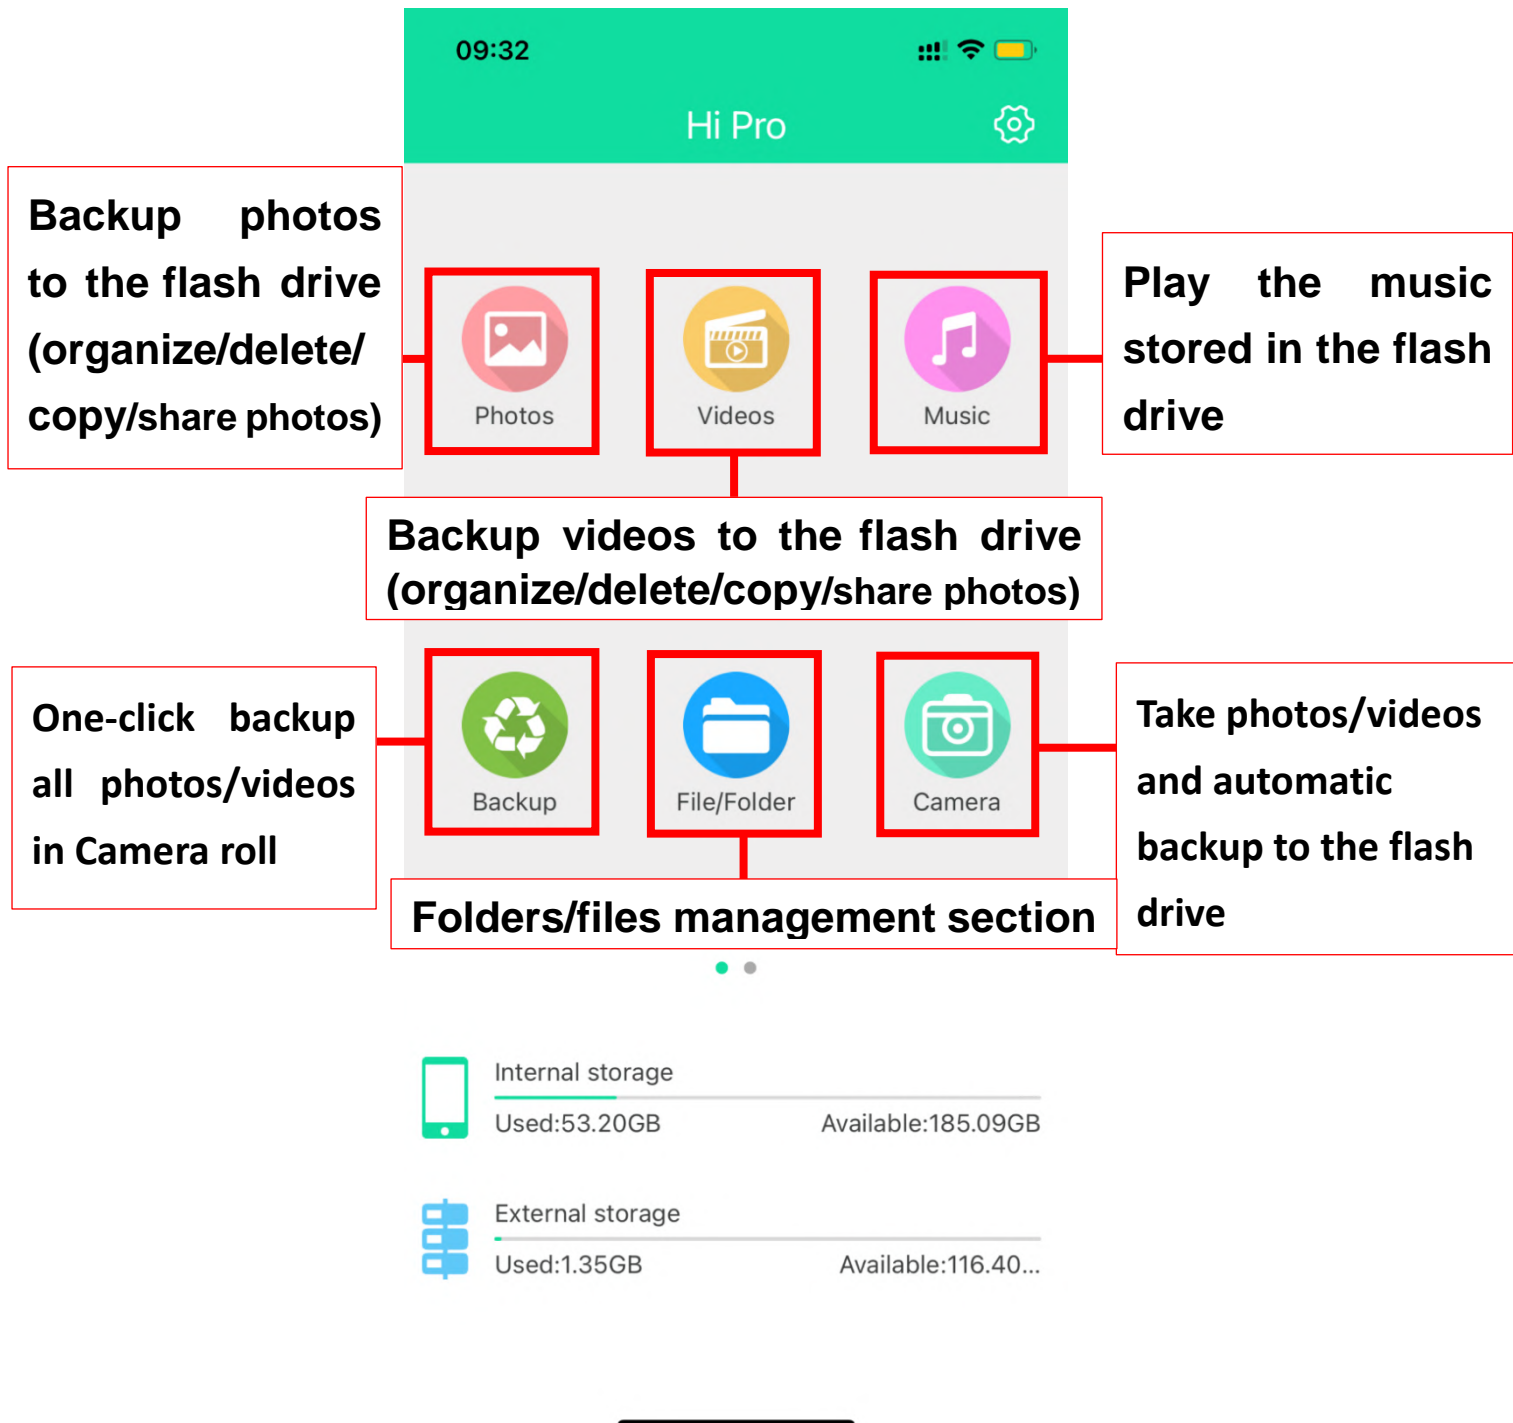 09:32
Hi Pro
Backup photos
to the flash drive
(organize/delete/
copy/share photos)
Photos
Videos
Music
Play the music
stored in the flash
drive
Backup videos to the flash drive
(organize/delete/copy/share photos)
One-click backup
all photos/videos
in Camera roll
Backup
File/Folder
Camera
Take photos/videos
and automatic
backup to the flash
drive
Folders/files management section
Internal storage
Used:53.20GB Available:185.09GB
External storage
Used:1.35GB Available:116.40...